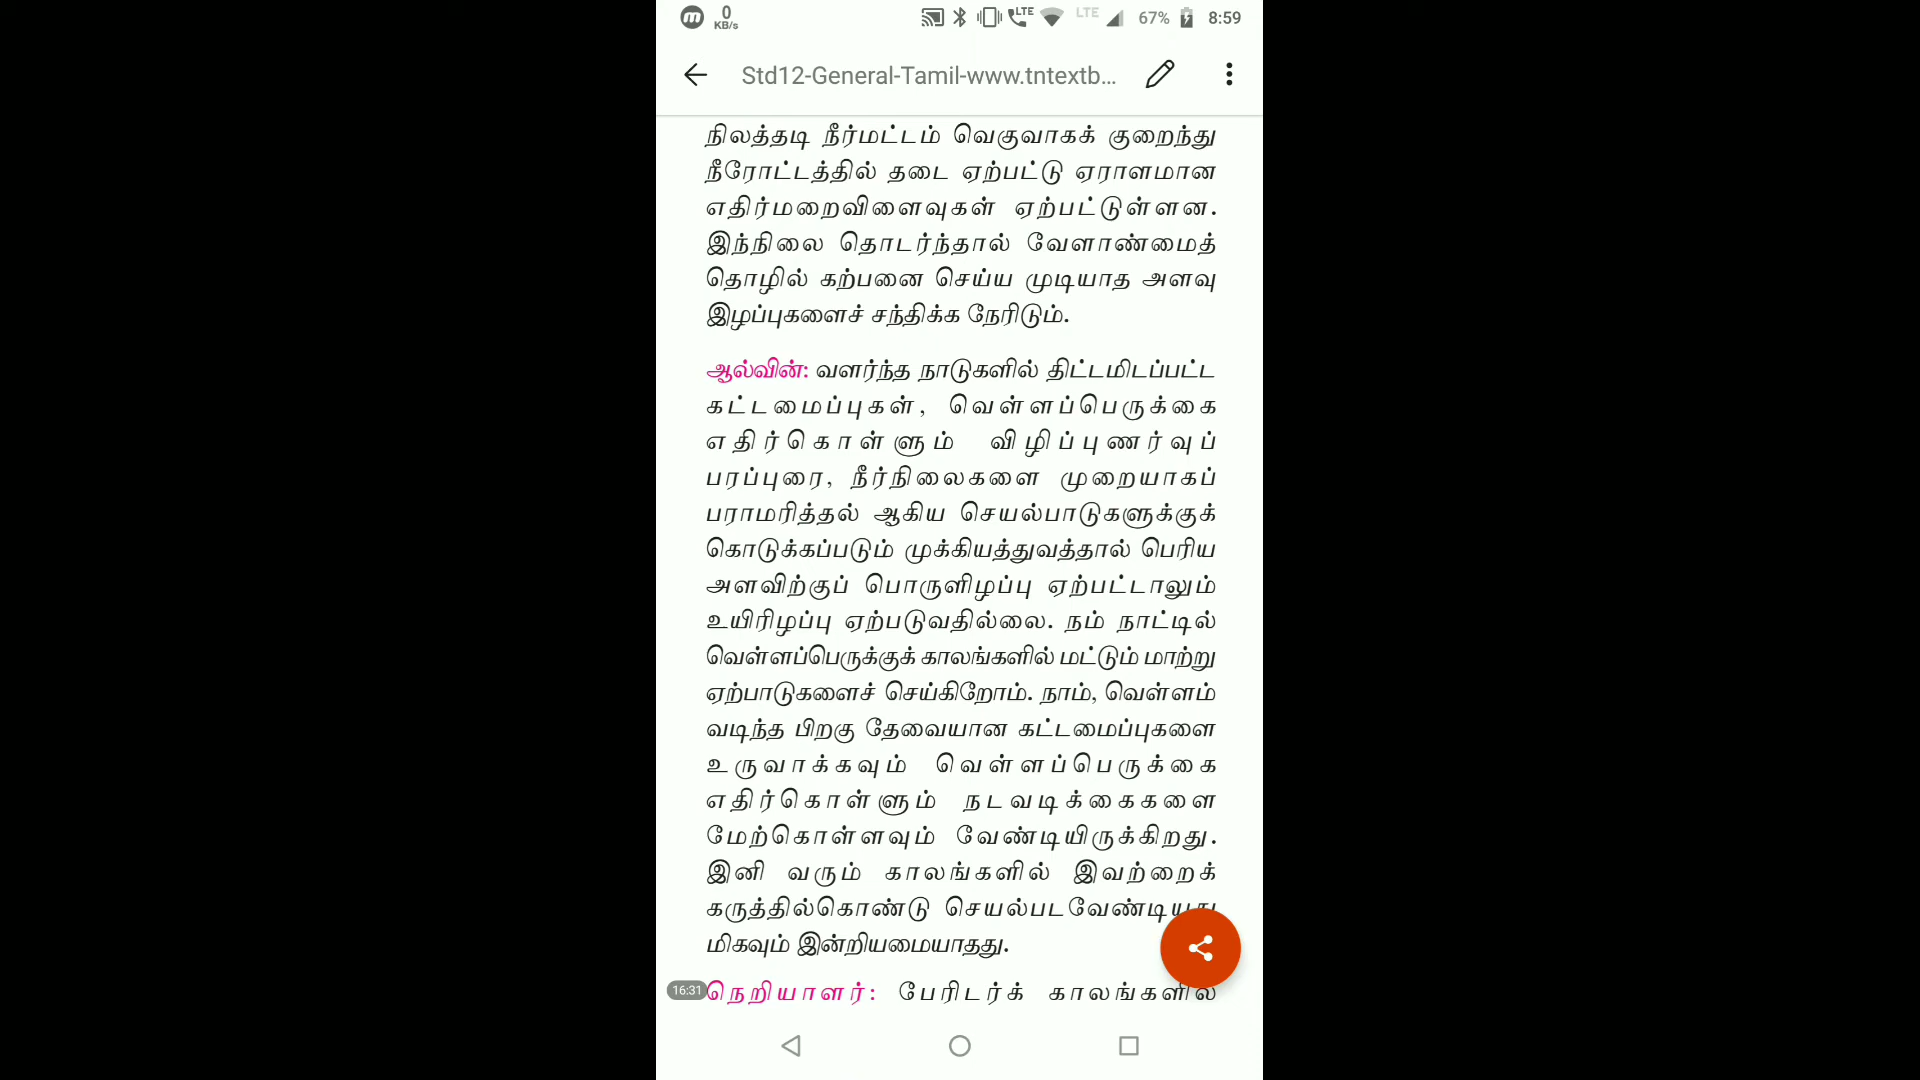 0
KB/s
LTE
LTE
67%
8:59
Std12-General-Tamil-www.tntextb...
நிலத்தடி நீர்மட்டம் வெகுவாகக் குறைந்து
நீரோட்டத்தில் தடை ஏற்பட்டு ஏராளமான
எதிர்மறைவிளைவுகள் ஏற்பட்டுள்ளன.
இந்நிலை தொடர்ந்தால் வேளாண்மைத்
தொழில் கற்பனை செய்ய முடியாத அளவு
இழப்புகளைச் சந்திக்க நேரிடும்.
ஆல்வின்: வளர்ந்த நாடுகளில் திட்டமிடப்பட்ட
கட்டமைப்புகள், வெள்ளப்பெருக்கை
எதிர்கொள்ளும் விழிப்புணர்வுப்
பரப்புரை, நீர்நிலைகளை முறையாகப்
பராமரித்தல் ஆகிய செயல்பாடுகளுக்குக்
கொடுக்கப்படும் முக்கியத்துவத்தால் பெரிய
அளவிற்குப் பொருளிழப்பு ஏற்பட்டாலும்
உயிரிழப்பு ஏற்படுவதில்லை. நம் நாட்டில்
வெள்ளப்பெருக்குக் காலங்களில் மட்டும் மாற்று
ஏற்பாடுகளைச் செய்கிறோம். நாம், வெள்ளம்
வடிந்த பிறகு தேவையான கட்டமைப்புகளை
உருவாக்கவும் வெள்ளப்பெருக்கை
எதிர்கொள்ளும் நடவடிக்கைகளை
மேற்கொள்ளவும் வேண்டியிருக்கிறது.
இனி வரும் காலங்களில் இவற்றைக்
கருத்தில்கொண்டு செயல்படவேண்டியது
மிகவும் இன்றியமையாதது.
16:31
நெறியாளர்: பேரிடர்க் காலங்களில்